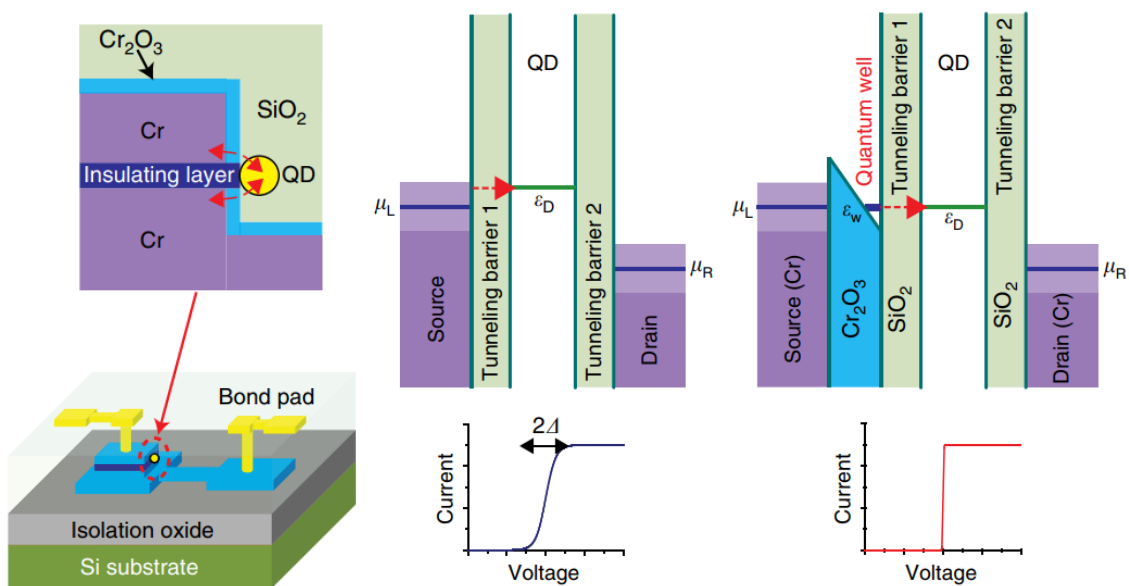 Cr₂O₃
SiO₂
Cr
Insulating layer
QD
Cr
Bond pad
Isolation oxide
Si substrate
QD
μL
εD
μR
Source
Tunneling barrier 1
Tunneling barrier 2
Drain
2Δ
Current
Voltage
Quantum well
Tunneling barrier 1
QD
Tunneling barrier 2
μL
εw
εD
μR
Source (Cr)
Cr₂O₃
SiO₂
SiO₂
Drain (Cr)
Current
Voltage